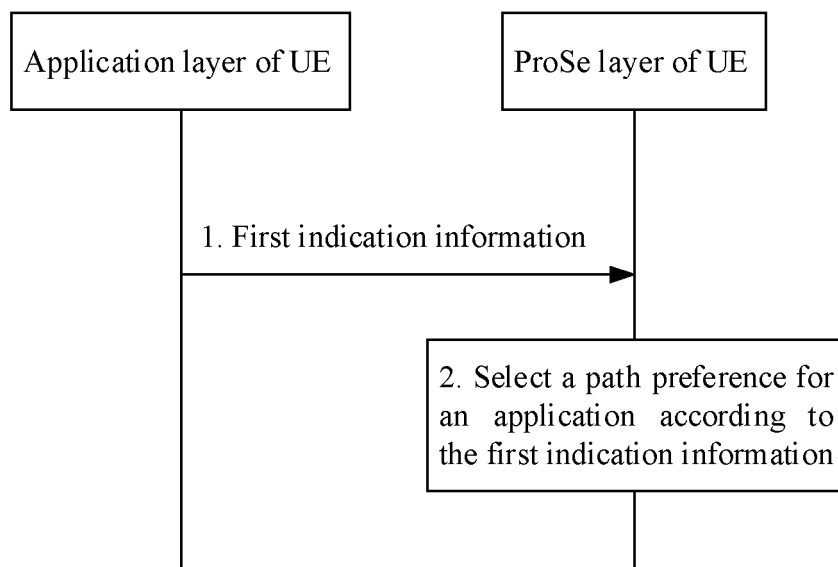 Application layer of UE
ProSe layer of UE
1. First indication information
2. Select a path preference for
an application according to
the first indication information